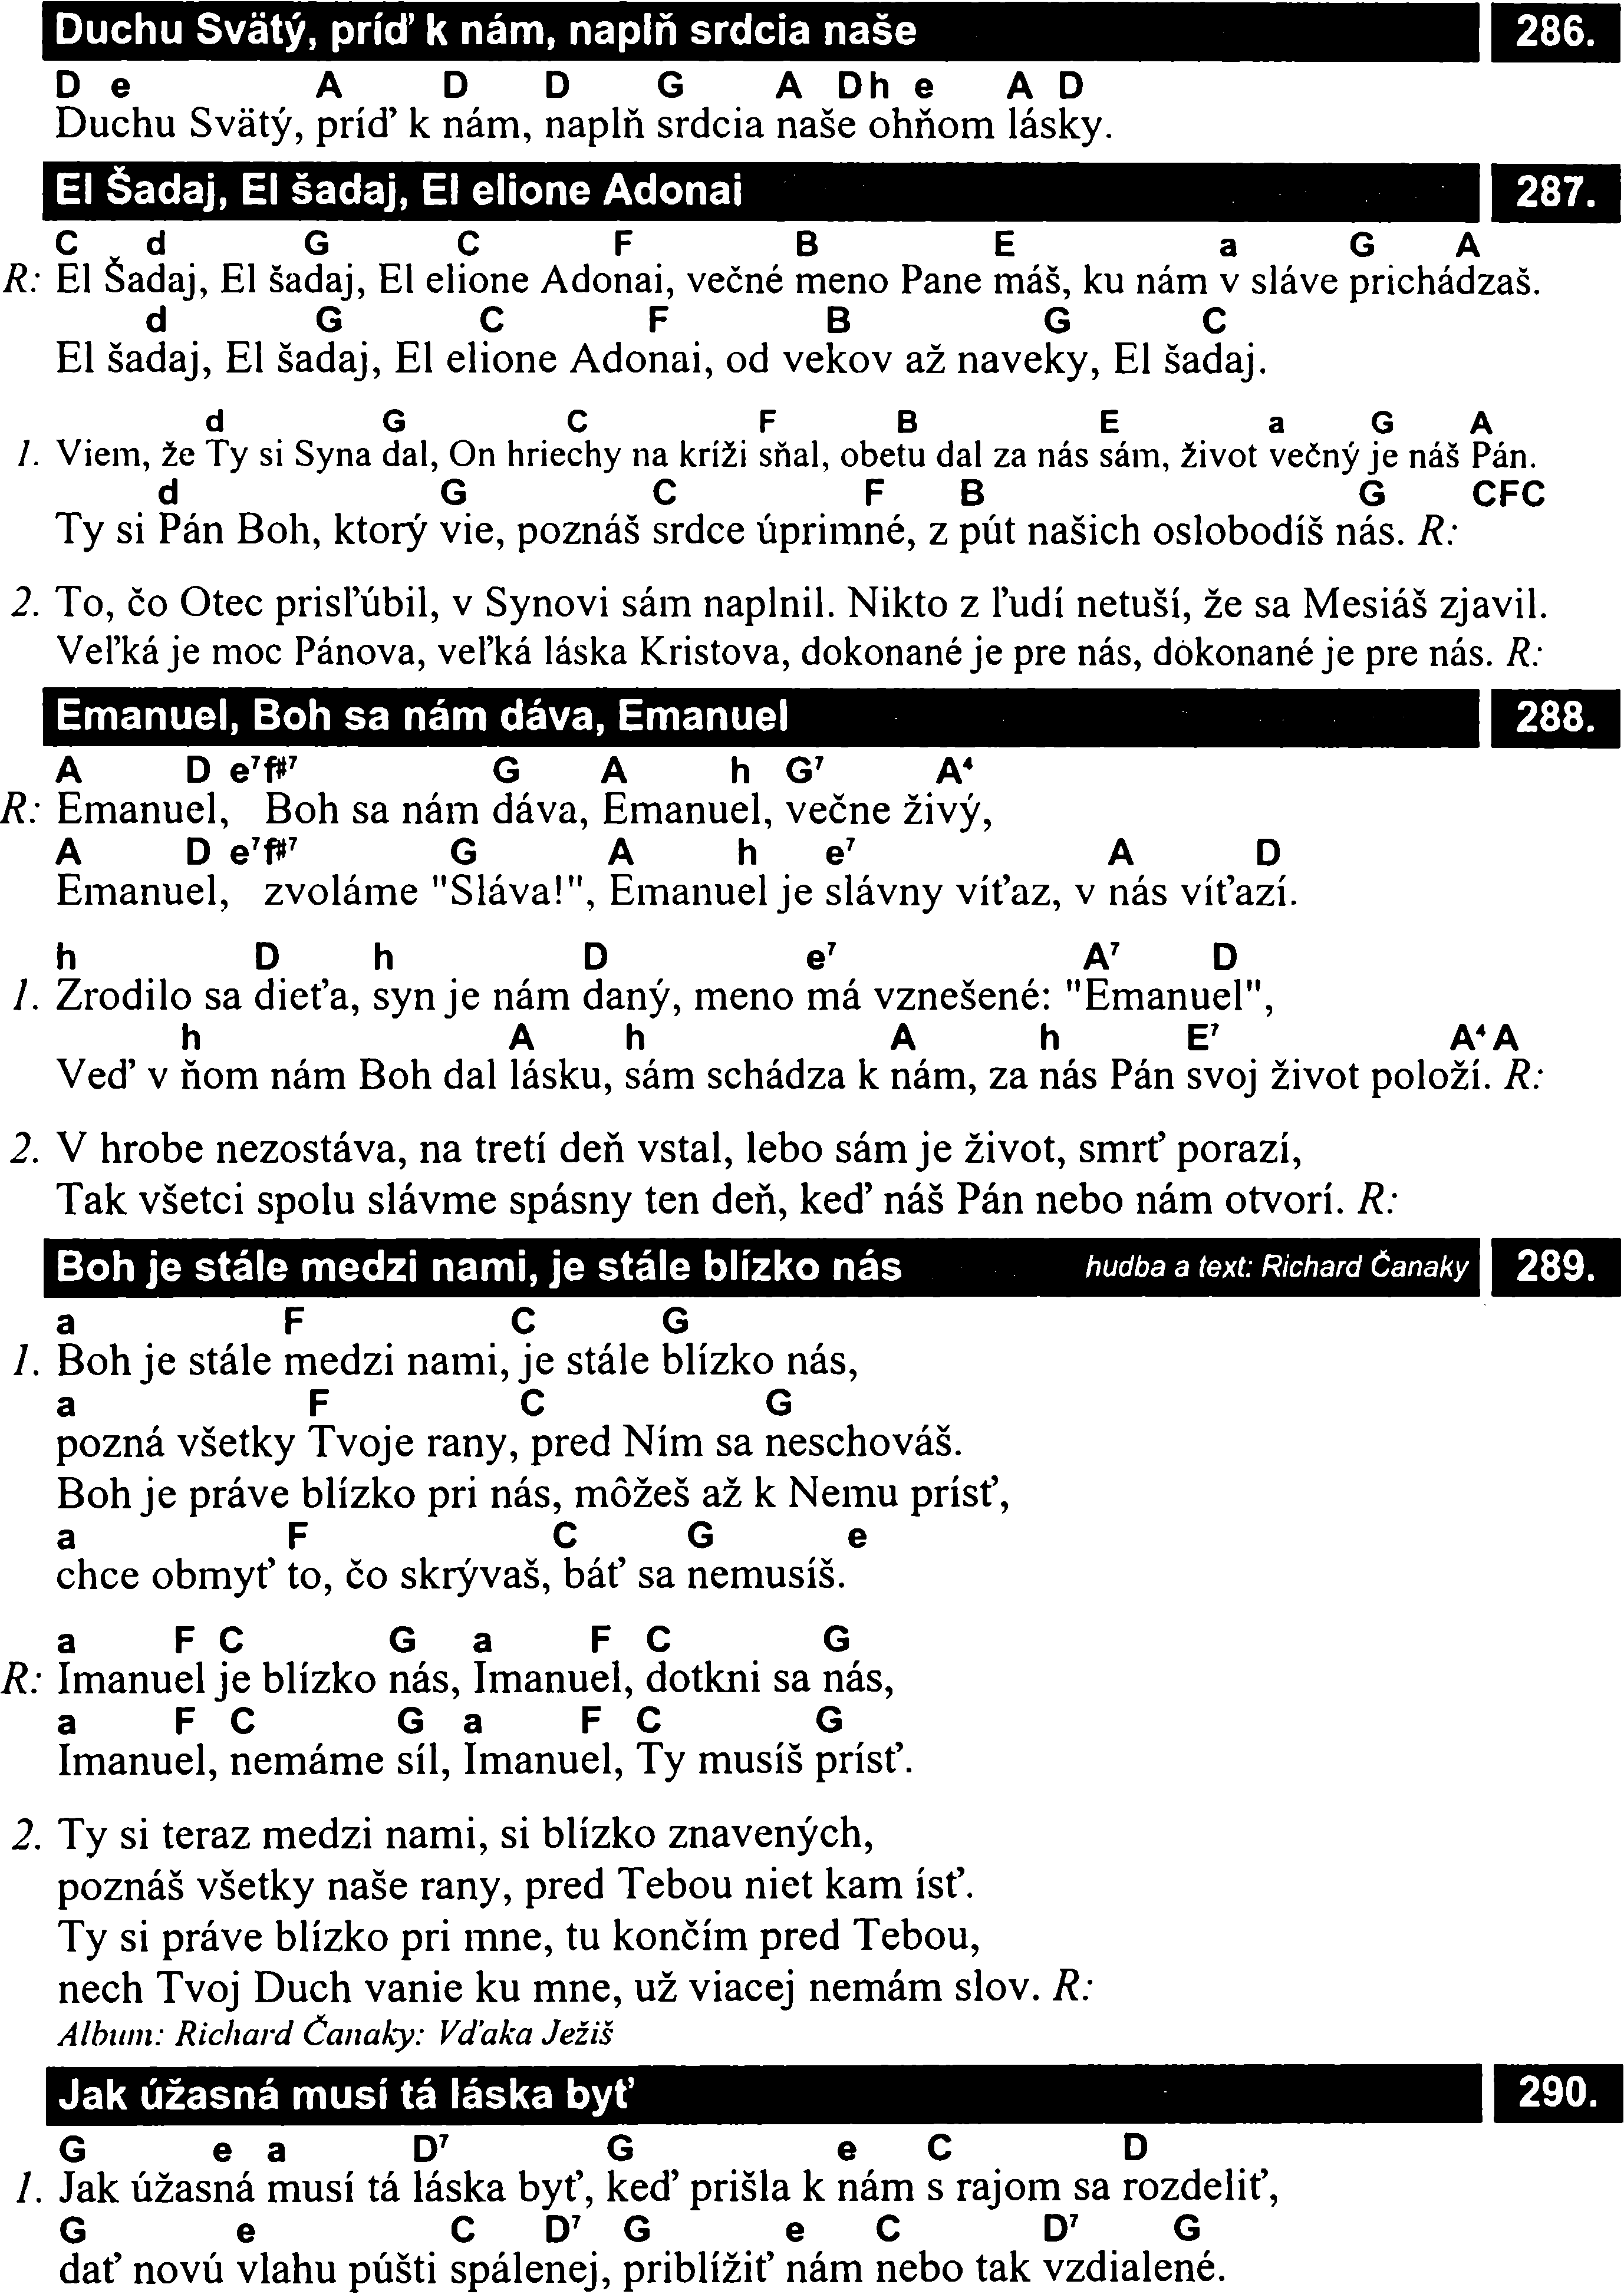 Duchu Svätý, príď k nám, naplň srdcia naše 286.
D e A D D G A D h e A D
Duchu Svätý, príď k nám, naplň srdcia naše ohňom lásky.
El Šadaj, El šadaj, El elione Adonai 287.
C d G C F B E a G A
R: El Šadaj, El šadaj, El elione Adonai, večné meno Pane máš, ku nám v sláve prichádzaš.
d G C F B G C
El šadaj, El šadaj, El elione Adonai, od vekov až naveky, El šadaj.
d G C F B E a G A
1. Viem, že Ty si Syna dal, On hriechy na kríži sňal, obetu dal za nás sám, život večný je náš Pán.
d G C F B G CFC
Ty si Pán Boh, ktorý vie, poznáš srdce úprimné, z pút našich oslobodíš nás. R:
2. To, čo Otec prisľúbil, v Synovi sám naplnil. Nikto z ľudí netuší, že sa Mesiáš zjavil.
Veľká je moc Pánova, veľká láska Kristova, dokonané je pre nás, dokonané je pre nás. R:
Emanuel, Boh sa nám dáva, Emanuel 288.
A D e⁷f#⁷ G A h G⁷ A⁴
R: Emanuel, Boh sa nám dáva, Emanuel, večne živý,
A D e⁷f#⁷ G A h e⁷ A D
Emanuel, zvoláme "Sláva!", Emanuel je slávny víťaz, v nás víťazí.
h D h D e⁷ A⁷ D
1. Zrodilo sa dieťa, syn je nám daný, meno má vznešené: "Emanuel",
h A h A h E⁷ A⁴ A
Veď v ňom nám Boh dal lásku, sám schádza k nám, za nás Pán svoj život položí. R:
2. V hrobe nezostáva, na tretí deň vstal, lebo sám je život, smrť porazí,
Tak všetci spolu slávme spásny ten deň, keď náš Pán nebo nám otvorí. R:
Boh je stále medzi nami, je stále blízko nás hudba a text: Richard Čanaky 289.
a F C G
1. Boh je stále medzi nami, je stále blízko nás,
a F C G
pozná všetky Tvoje rany, pred Ním sa neschováš.
Boh je práve blízko pri nás, môžeš až k Nemu prísť,
a F C G e
chce obmyť to, čo skrývaš, báť sa nemusíš.
a F C G a F C G
R: Imanuel je blízko nás, Imanuel, dotkni sa nás,
a F C G a F C G
Imanuel, nemáme síl, Imanuel, Ty musíš prísť.
2. Ty si teraz medzi nami, si blízko znavených,
poznáš všetky naše rany, pred Tebou niet kam ísť.
Ty si práve blízko pri mne, tu končím pred Tebou,
nech Tvoj Duch vanie ku mne, už viacej nemám slov. R:
Album: Richard Čanaky: Vďaka Ježiš
Jak úžasná musí tá láska byť 290.
G e a D⁷ G e C D
1. Jak úžasná musí tá láska byť, keď prišla k nám s rajom sa rozdeliť,
G e C D⁷ G e C D⁷ G
dať novú vlahu púšti spálenej, priblížiť nám nebo tak vzdialené.